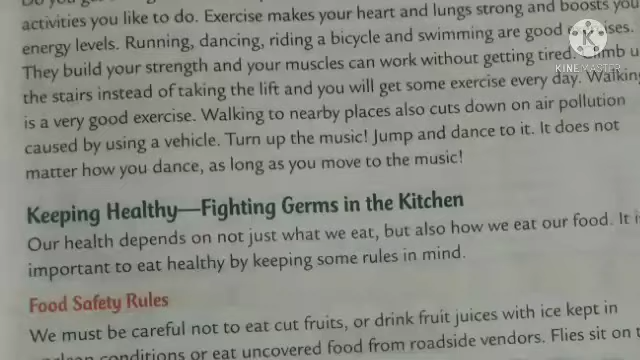 activities you like to do. Exercise makes your heart and lungs strong and boosts you
energy levels. Running, dancing, riding a bicycle and swimming are good
They build your strength and your muscles can work without getting tired.
the stairs instead of taking the lift and you will get some exercise every day. Walking
is a very good exercise. Walking to nearby places also cuts down on air pollution
caused by using a vehicle. Turn up the music! Jump and dance to it. It does not
matter how you dance, as long as you move to the music!
Keeping Healthy—Fighting Germs in the Kitchen
Our health depends on not just what we eat, but also how we eat our food. It is
important to eat healthy by keeping some rules in mind.
Food Safety Rules
We must be careful not to eat cut fruits, or drink fruit juices with ice kept in
conditions or eat uncovered food from roadside vendors. Flies sit on
KINEMASTER